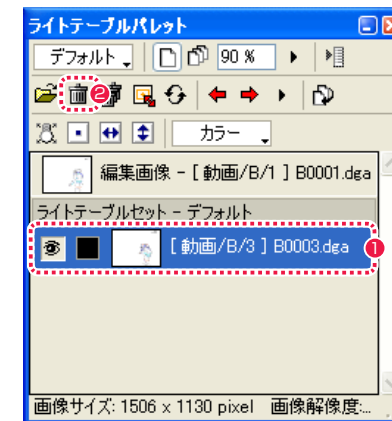 ライトテーブルパレット
デフォルト 90 %
2
カラー
編集画像 - [ 動画/B/1 ] B0001.dga
ライトテーブルセット - デフォルト
[ 動画/B/3 ] B0003.dga 1
画像サイズ: 1506 x 1130 pixel 画像解像度:...